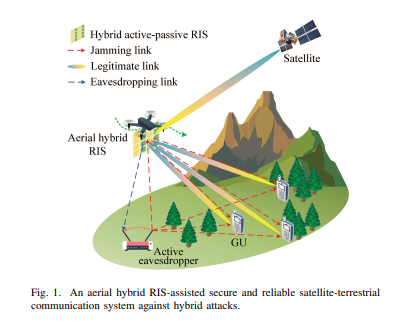 Hybrid active-passive RIS
Jamming link
Legitimate link
Eavesdropping link
Satellite
Aerial hybrid
RIS
Active
eavesdropper
GU
Fig. 1. An aerial hybrid RIS-assisted secure and reliable satellite-terrestrial
communication system against hybrid attacks.